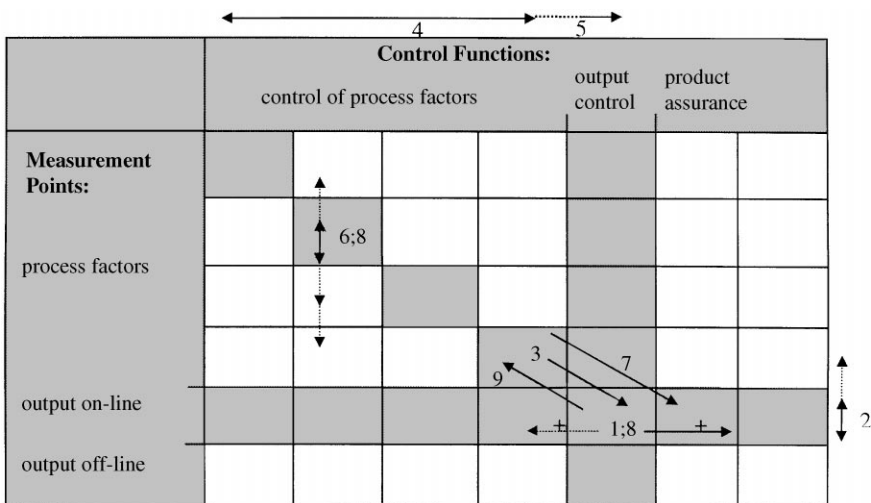 4
5
Control Functions:
control of process factors
output
control
product
assurance
Measurement
Points:
6;8
process factors
3
7
9
output on-line
+ 1;8 +
2
output off-line